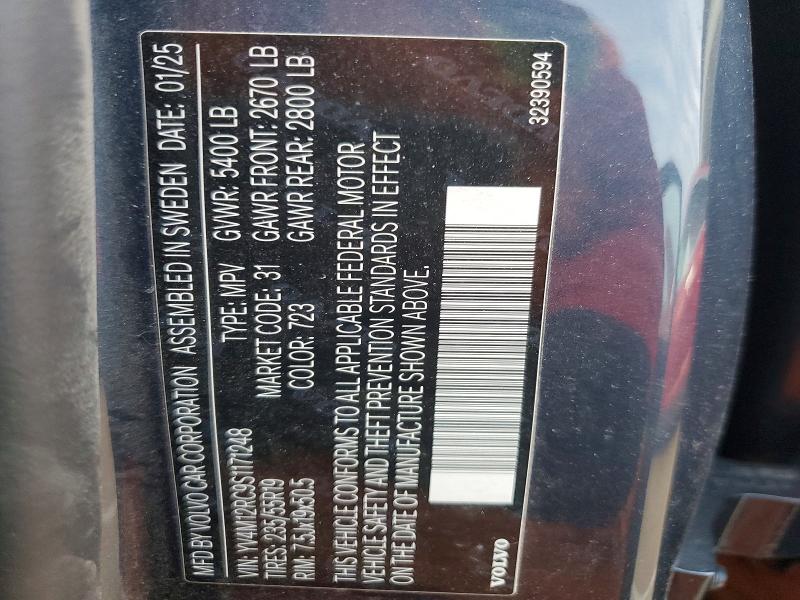 MFD BY VOLVO CAR CORPORATION ASSEMBLED IN SWEDEN DATE: 01/25
VIN: YV4M12RC9S1171248 TYPE: MPV GVWR: 5400 LB
TIRES: 235/55R19 MARKET CODE: 31 GAWR FRONT: 2670 LB
RIM: 7.5Jx19x50.5 COLOR: 723 GAWR REAR: 2800 LB
THIS VEHICLE CONFORMS TO ALL APPLICABLE FEDERAL MOTOR
VEHICLE SAFETY AND THEFT PREVENTION STANDARDS IN EFFECT
ON THE DATE OF MANUFACTURE SHOWN ABOVE.
VOLVO 32390594